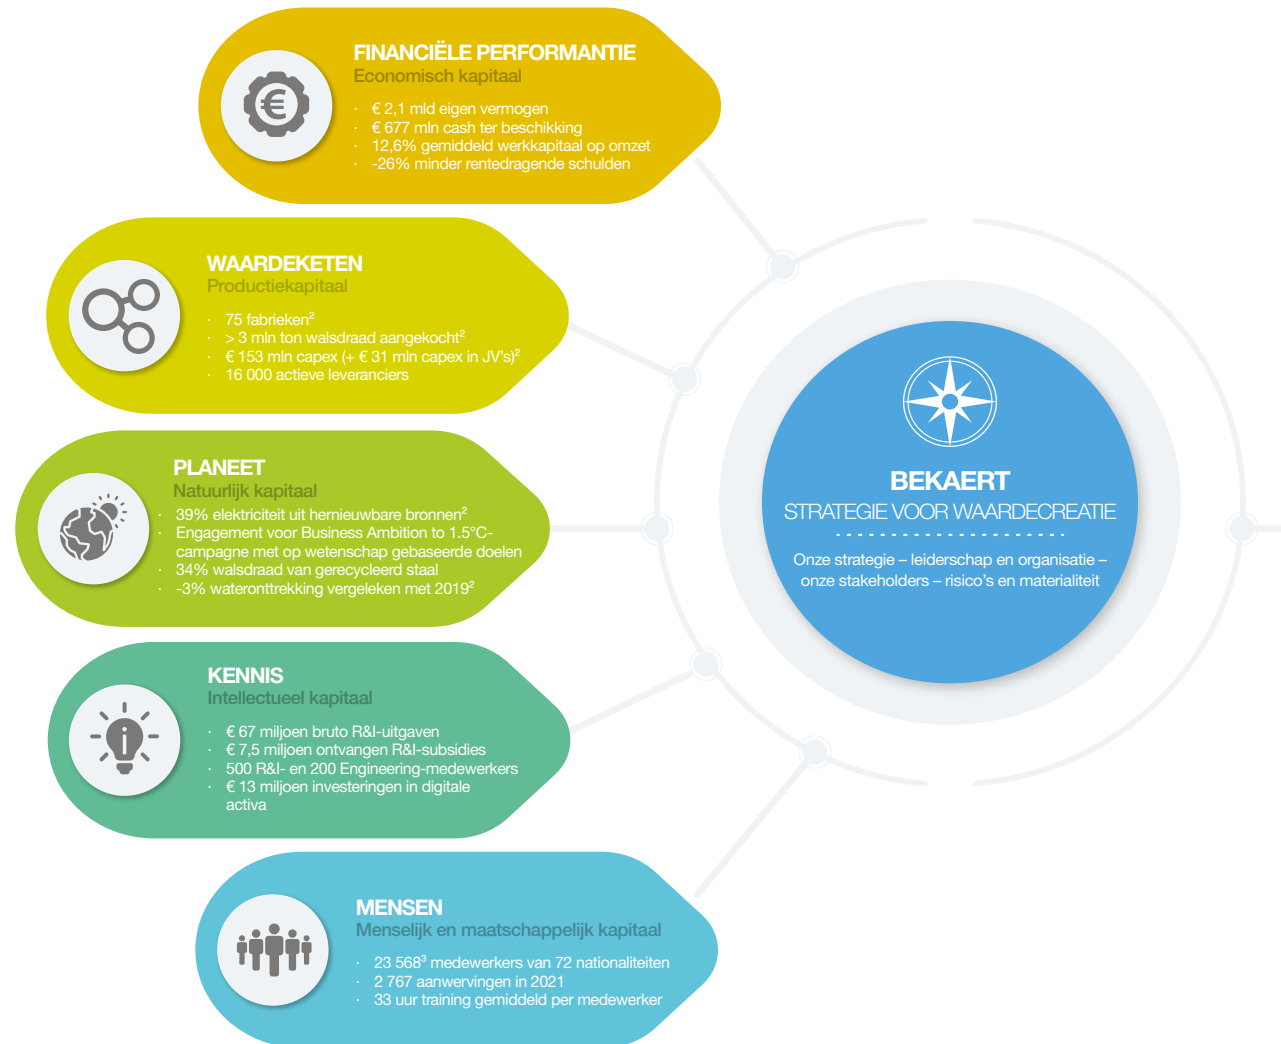 FINANCIËLE PERFORMANTIE
Economisch kapitaal
· € 2,1 mld eigen vermogen
· € 677 mln cash ter beschikking
· 12,6% gemiddeld werkkapitaal op omzet
· -26% minder rentedragende schulden
WAARDEKETEN
Productiekapitaal
· 75 fabrieken²
· > 3 mln ton walsdraad aangekocht²
· € 153 mln capex (+ € 31 mln capex in JV's)²
· 16 000 actieve leveranciers
PLANEET
Natuurlijk kapitaal
· 39% elektriciteit uit hernieuwbare bronnen²
· Engagement voor Business Ambition to 1.5°C-
campagne met op wetenschap gebaseerde doelen
· 34% walsdraad van gerecycleerd staal
· -3% wateronttrekking vergeleken met 2019²
KENNIS
Intellectueel kapitaal
· € 67 miljoen bruto R&I-uitgaven
· € 7,5 miljoen ontvangen R&I-subsidies
· 500 R&I- en 200 Engineering-medewerkers
· € 13 miljoen investeringen in digitale
activa
MENSEN
Menselijk en maatschappelijk kapitaal
· 23 568³ medewerkers van 72 nationaliteiten
· 2 767 aanwervingen in 2021
· 33 uur training gemiddeld per medewerker
BEKAERT
STRATEGIE VOOR WAARDECREATIE
Onze strategie – leiderschap en organisatie –
onze stakeholders – risico's en materialiteit